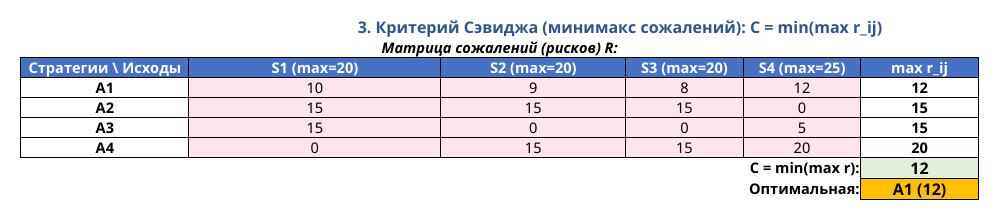 3. Критерий Сэвиджа (минимакс сожалений): C = min(max r_ij)
Матрица сожалений (рисков) R:
Стратегии \ Исходы S1 (max=20) S2 (max=20) S3 (max=20) S4 (max=25) max r_ij
A1 10 9 8 12 12
A2 15 15 15 0 15
A3 15 0 0 5 15
A4 0 15 15 20 20
C = min(max r): 12
Оптимальная: A1 (12)